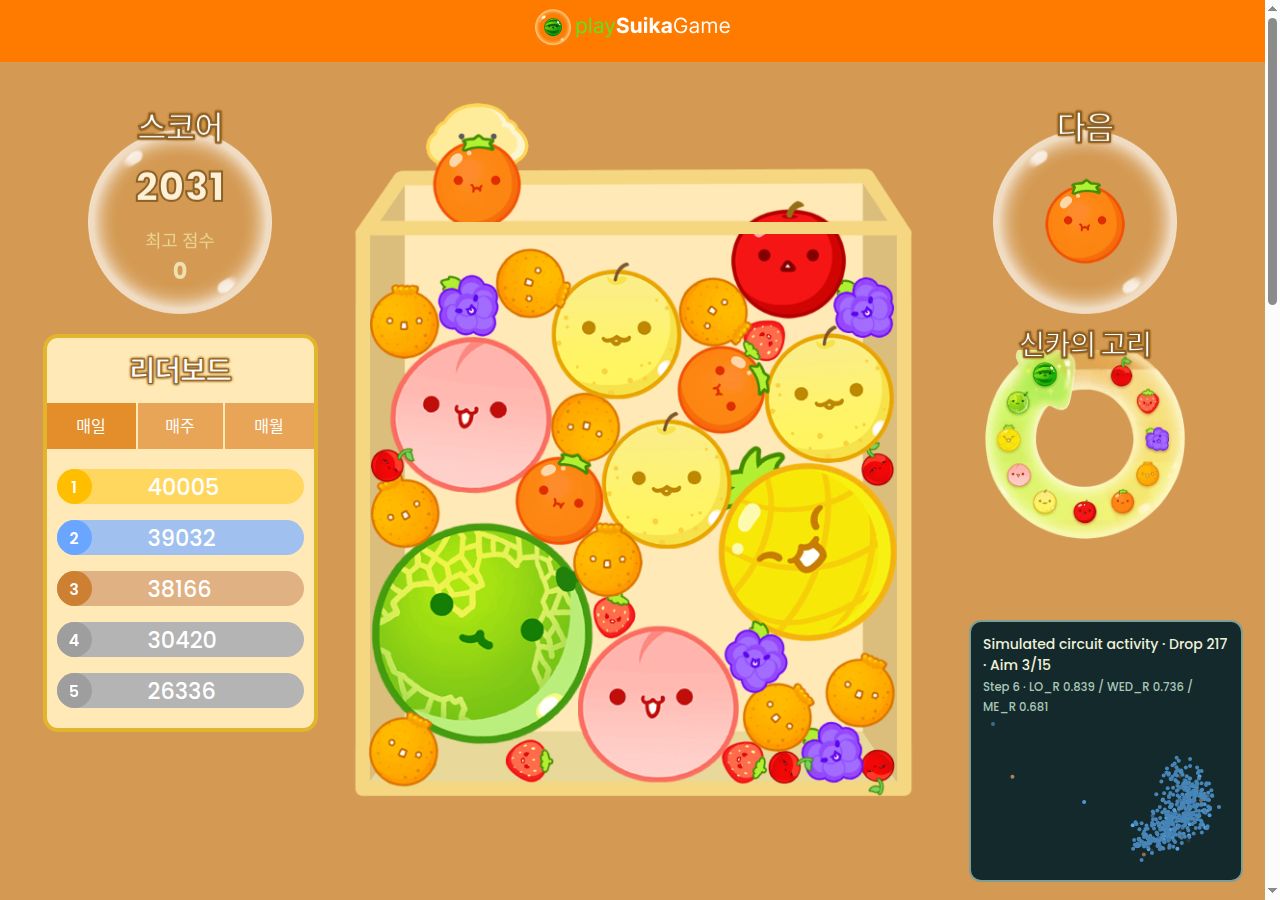 playSuikaGame
스코어
2031
최고 점수
0
리더보드
매일 매주 매월
1 40005
2 39032
3 38166
4 30420
5 26336
다음
신카의 고리
Simulated circuit activity · Drop 217
· Aim 3/15
Step 6 · LO_R 0.839 / WED_R 0.736 /
ME_R 0.681